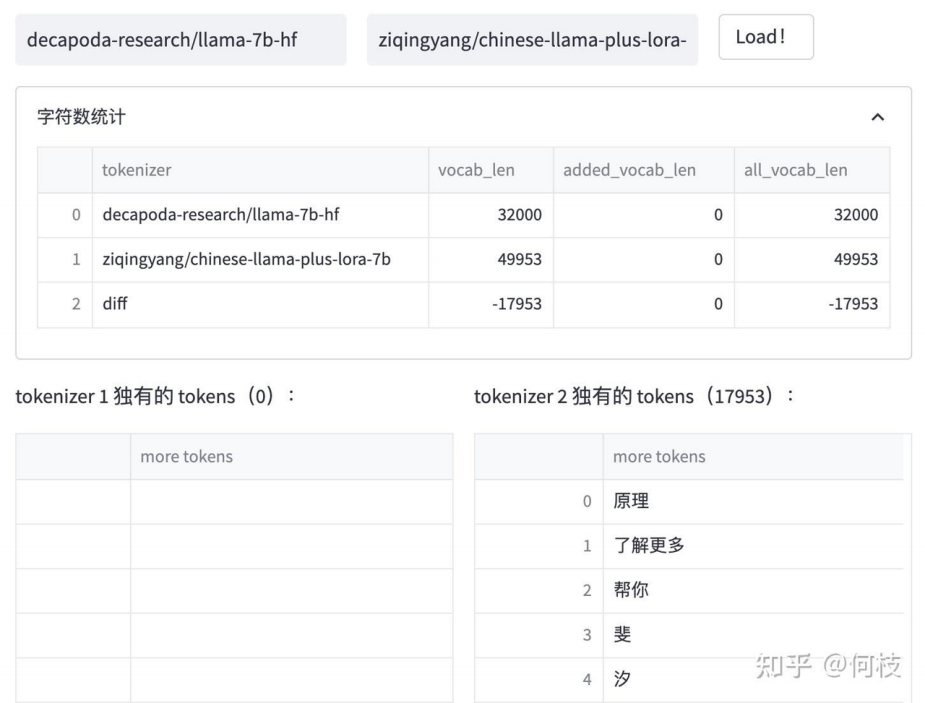 decapoda-research/llama-7b-hf ziqingyang/chinese-llama-plus-lora- Load!
字符数统计
tokenizer vocab_len added_vocab_len all_vocab_len
0 decapoda-research/llama-7b-hf 32000 0 32000
1 ziqingyang/chinese-llama-plus-lora-7b 49953 0 49953
2 diff -17953 0 -17953
tokenizer 1 独有的 tokens（0）： tokenizer 2 独有的 tokens（17953）：
more tokens more tokens
0 原理
1 了解更多
2 帮你
3 斐
4 汐
知乎 @何枝